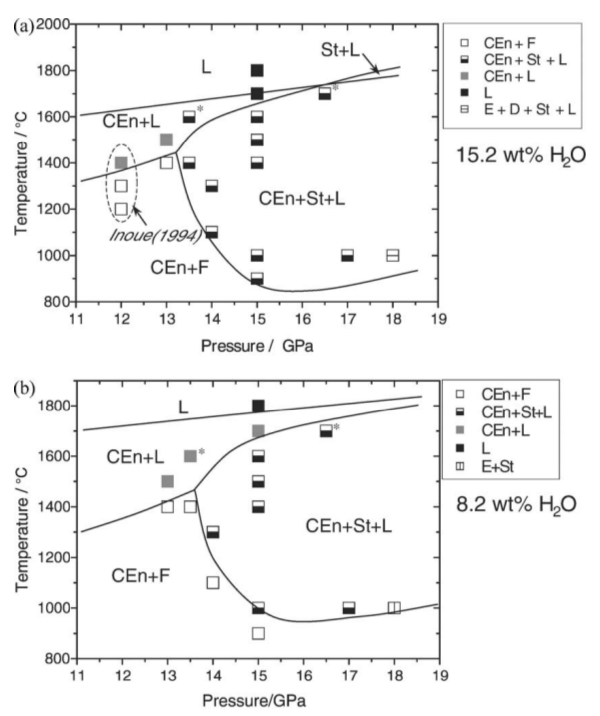 (a)
2000
1800
1600
1400
1200
1000
800
Temperature / °C
L
St+L
CEn+L
*
*
CEn+St+L
Inoue(1994)
CEn+F
11 12 13 14 15 16 17 18 19
Pressure / GPa
CEn+F
CEn+St+L
CEn+L
L
E+D+St+L
15.2 wt% H₂O
(b)
1800
1600
1400
1200
1000
800
Temperature / °C
L
CEn+L
*
*
CEn+St+L
CEn+F
11 12 13 14 15 16 17 18 19
Pressure/GPa
CEn+F
CEn+St+L
CEn+L
L
E+St
8.2 wt% H₂O